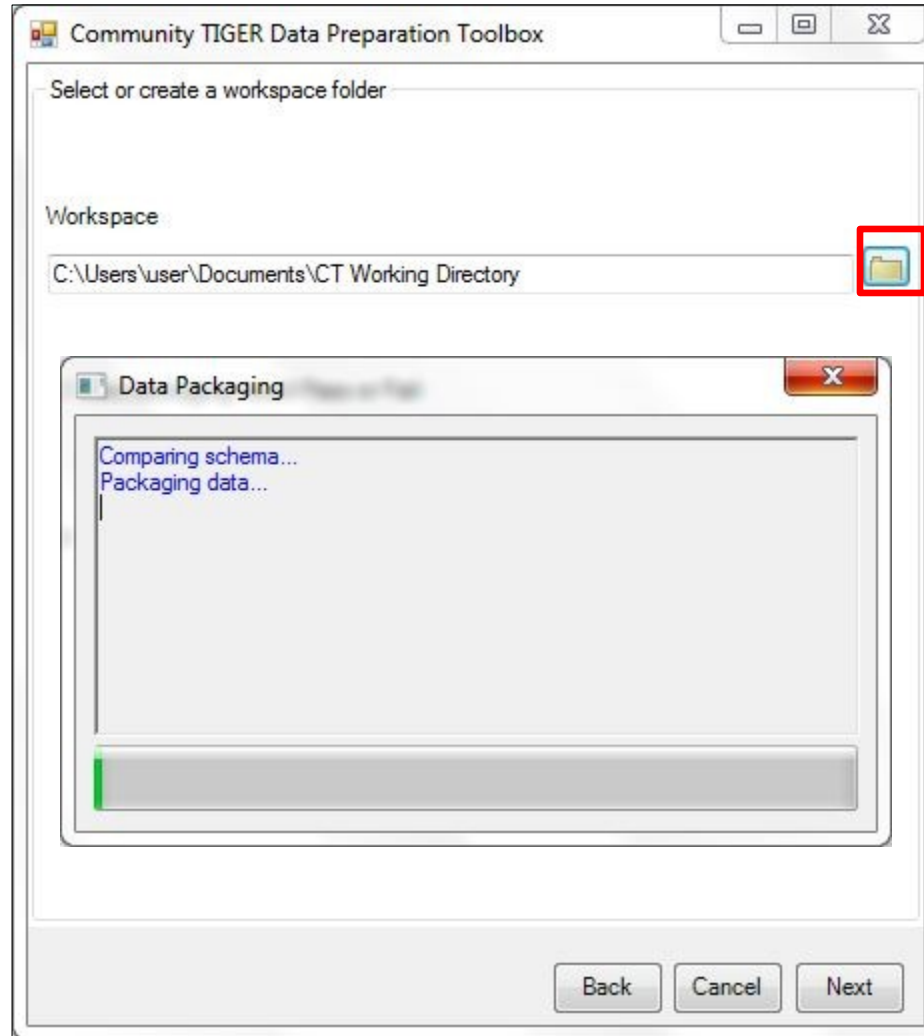 Community TIGER Data Preparation Toolbox
Select or create a workspace folder
Workspace
C:\Users\user\Documents\CT Working Directory
Data Packaging
Comparing schema...
Packaging data...
Back Cancel Next